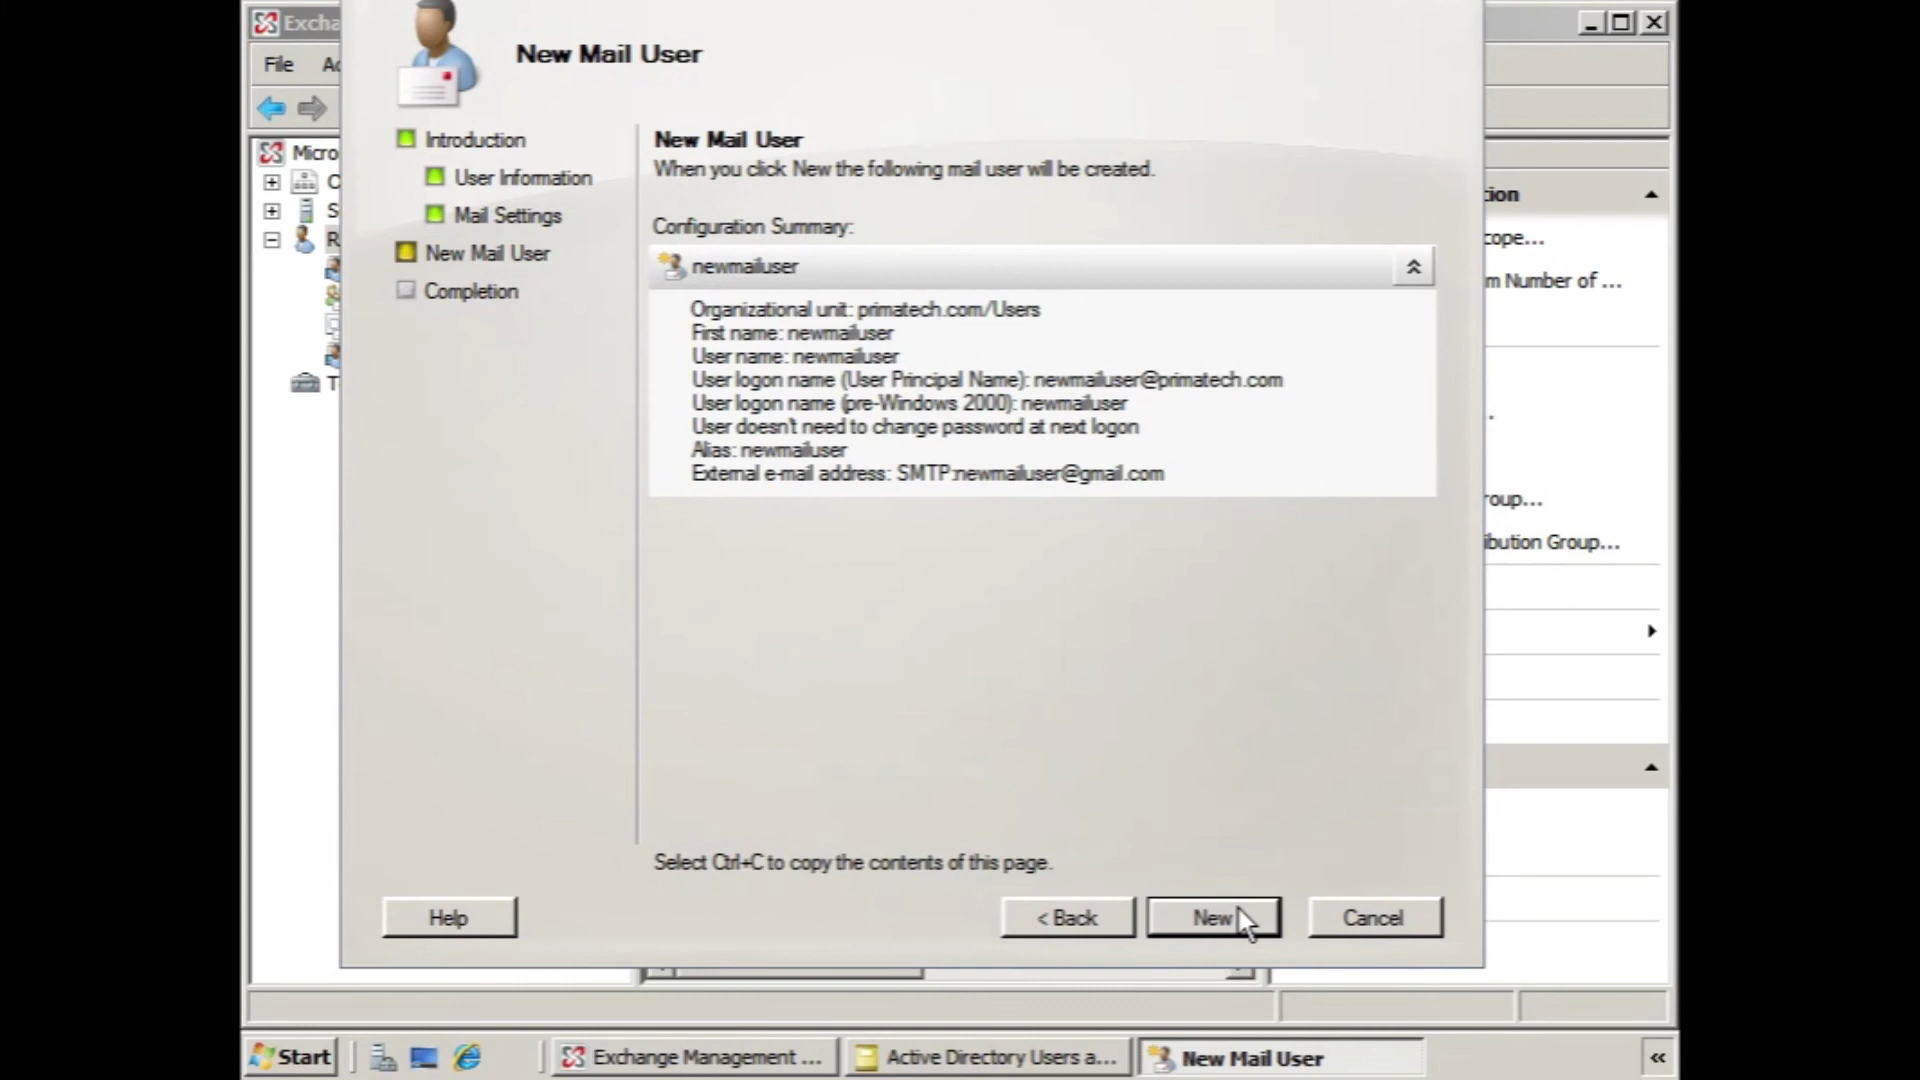 Excha
File Ac
New Mail User
Micro
C
S
R
T
Introduction
User Information
Mail Settings
New Mail User
Completion
New Mail User
When you click New the following mail user will be created.
Configuration Summary:
newmailuser
Organizational unit: primatech.com/Users
First name: newmailuser
User name: newmailuser
User logon name (User Principal Name): newmailuser@primatech.com
User logon name (pre-Windows 2000): newmailuser
User doesn't need to change password at next logon
Alias: newmailuser
External e-mail address: SMTP:newmailuser@gmail.com
Select Ctrl+C to copy the contents of this page.
Help
< Back
New
Cancel
tion
cope...
m Number of ...
.
roup...
ibution Group...
Start
Exchange Management ...
Active Directory Users a...
New Mail User
«